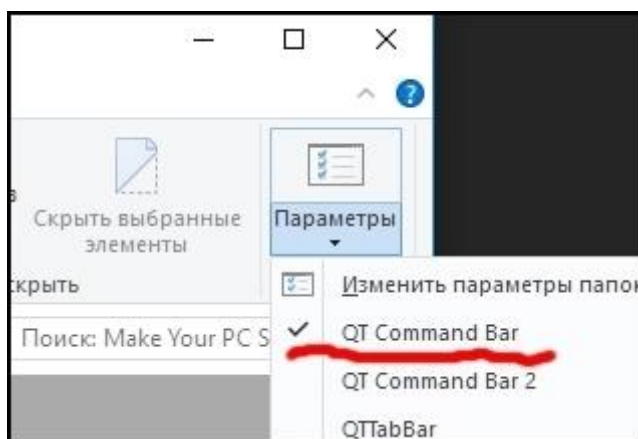 Скрыть выбранные
элементы
Параметры
скрыть
Изменить параметры папок
Поиск: Make Your PC S
QT Command Bar
QT Command Bar 2
QTTabBar